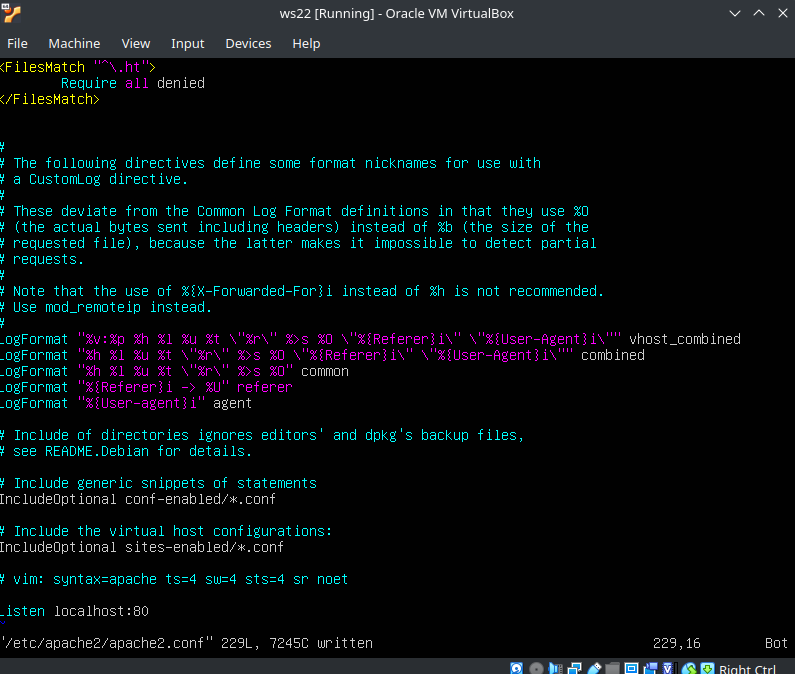 ws22 [Running] - Oracle VM VirtualBox
File Machine View Input Devices Help
<FilesMatch "^\.ht">
Require all denied
</FilesMatch>
#
# The following directives define some format nicknames for use with
# a CustomLog directive.
#
# These deviate from the Common Log Format definitions in that they use %O
# (the actual bytes sent including headers) instead of %b (the size of the
# requested file), because the latter makes it impossible to detect partial
# requests.
#
# Note that the use of %{X-Forwarded-For}i instead of %h is not recommended.
# Use mod_remoteip instead.
#
LogFormat "%v:%p %h %l %u %t \"%r\" %>s %O \"%{Referer}i\" \"%{User-Agent}i\"" vhost_combined
LogFormat "%h %l %u %t \"%r\" %>s %O \"%{Referer}i\" \"%{User-Agent}i\"" combined
LogFormat "%h %l %u %t \"%r\" %>s %O" common
LogFormat "%{Referer}i -> %U" referer
LogFormat "%{User-agent}i" agent
# Include of directories ignores editors' and dpkg's backup files,
# see README.Debian for details.
# Include generic snippets of statements
IncludeOptional conf-enabled/*.conf
# Include the virtual host configurations:
IncludeOptional sites-enabled/*.conf
# vim: syntax=apache ts=4 sw=4 sts=4 sr noet
Listen localhost:80
~
"/etc/apache2/apache2.conf" 229L, 7245C written 229,16 Bot
Right Ctrl